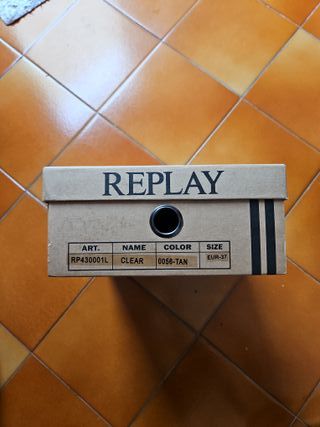 REPLAY
ART. NAME COLOR SIZE
RP430001L CLEAR 0056-TAN EUR-37